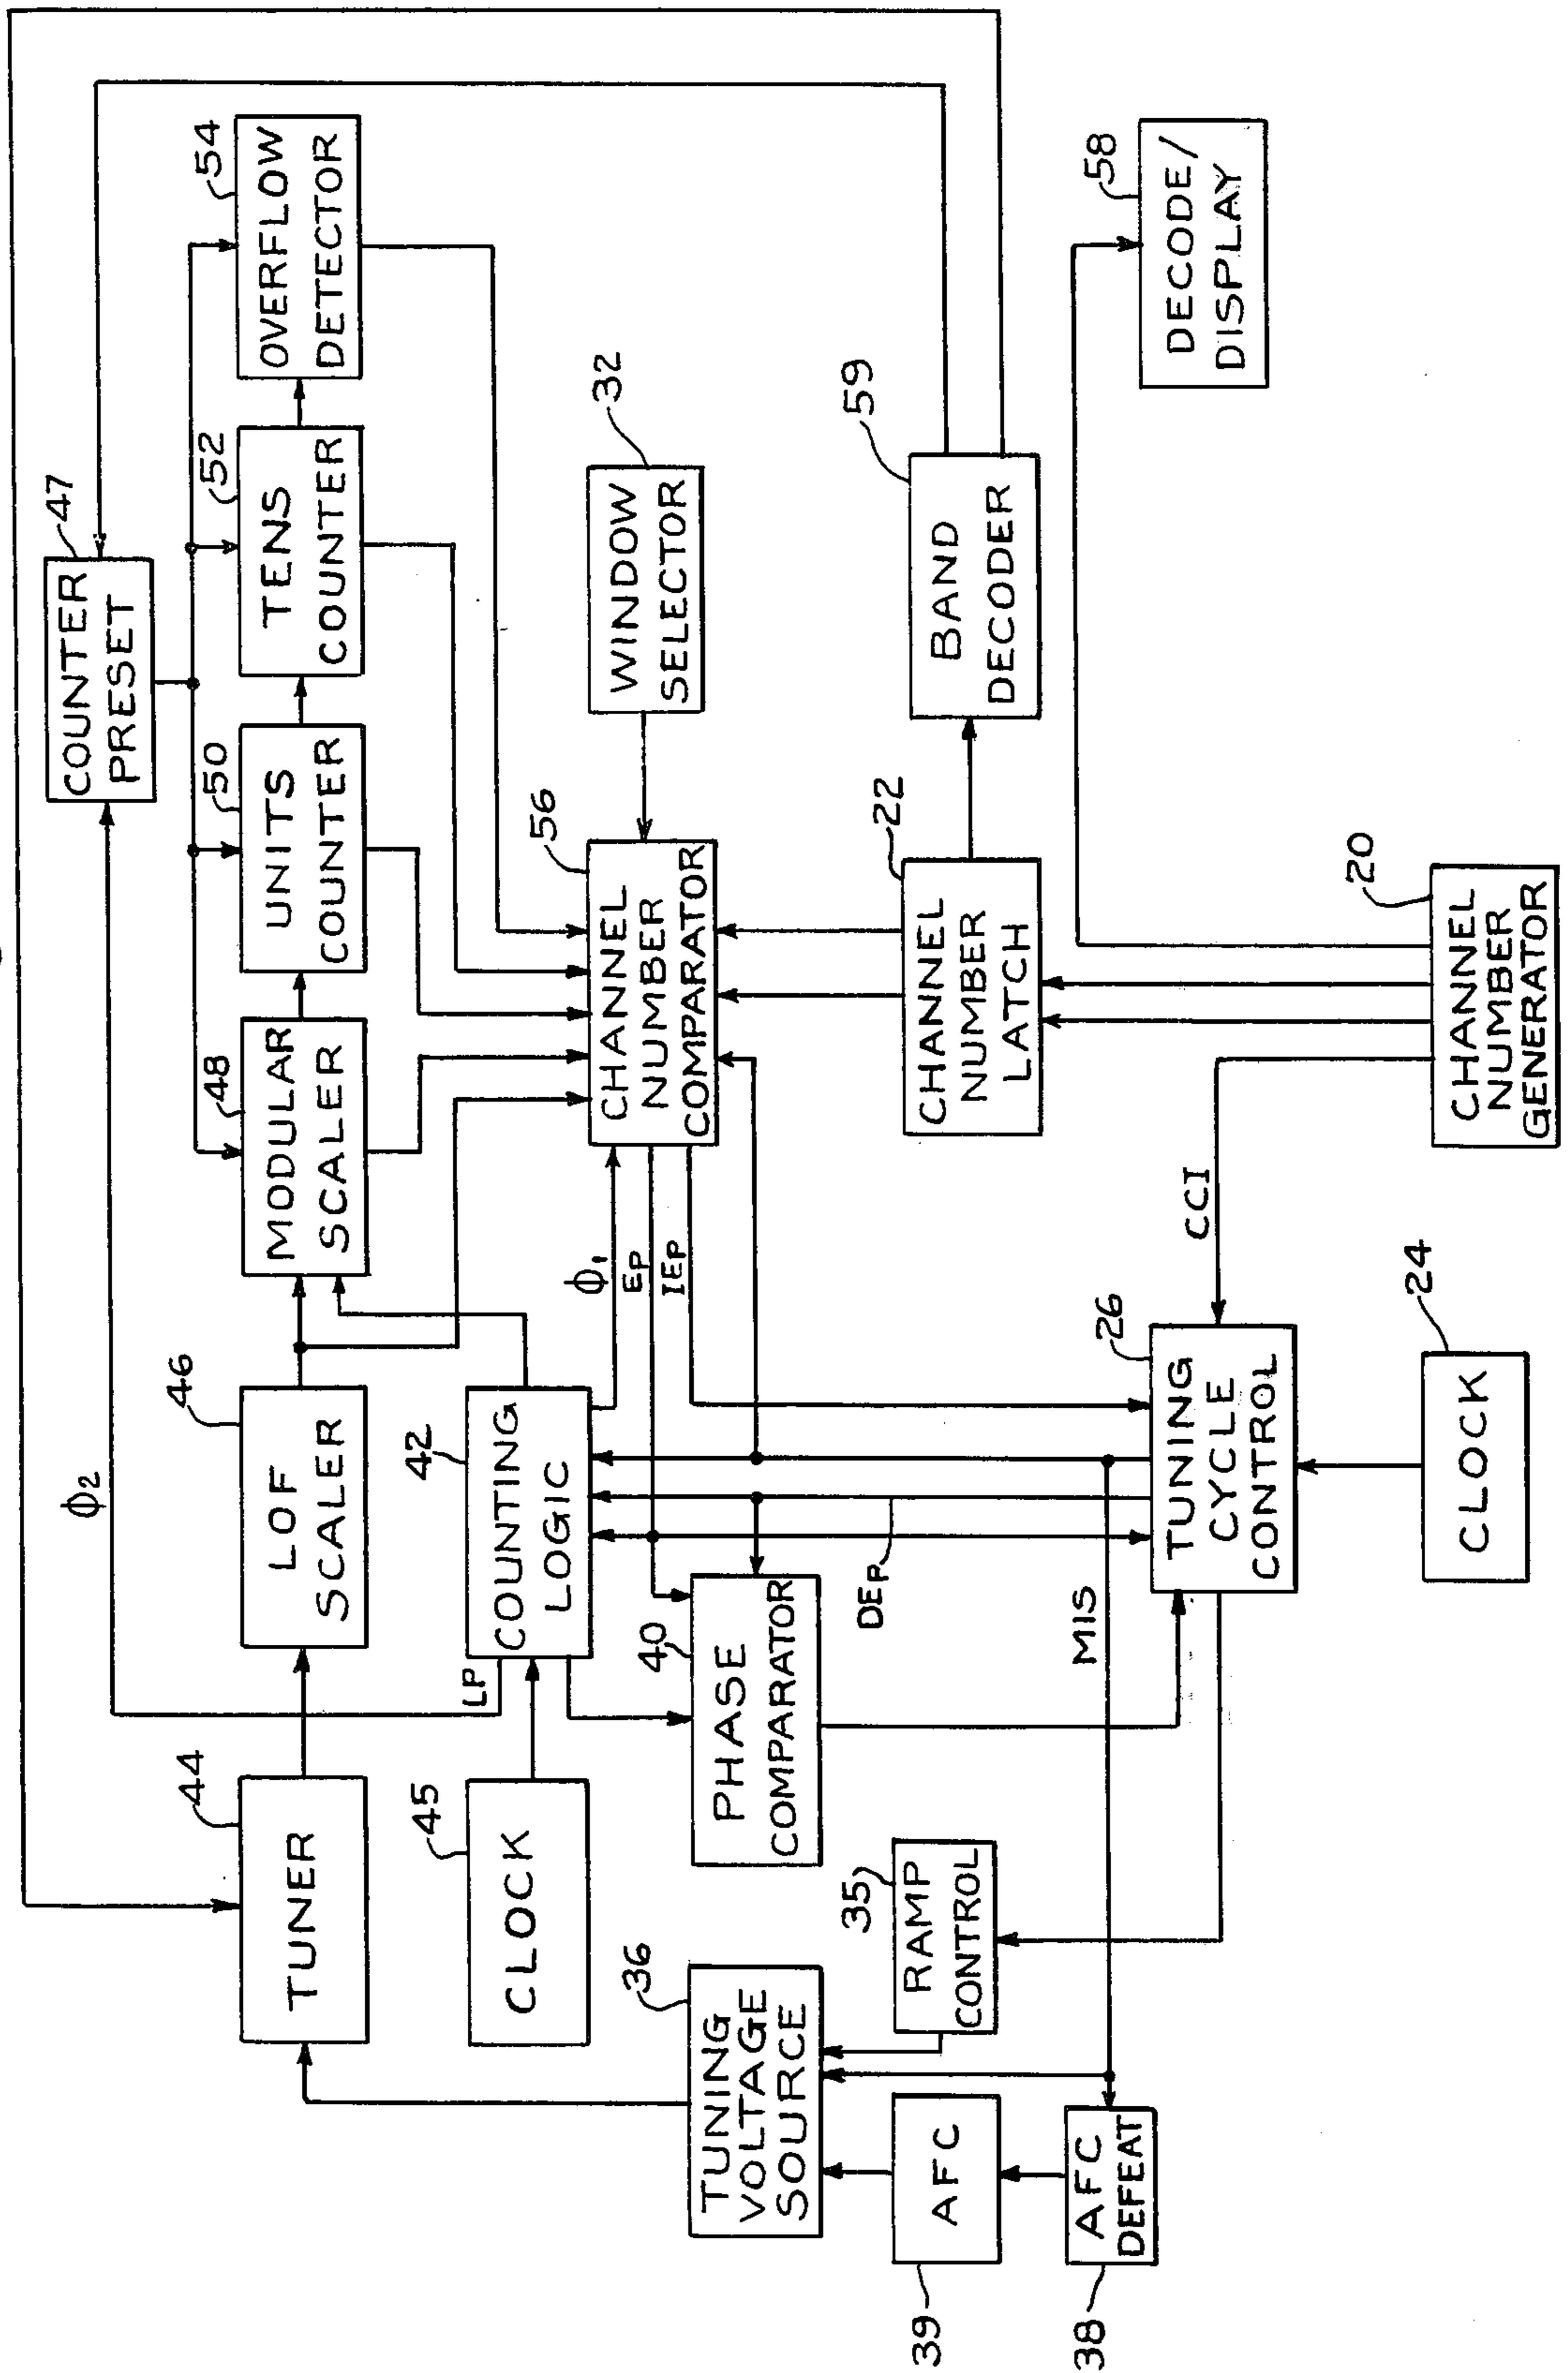 47
COUNTER
PRESET
ϕ2
44
TUNER
46
LOF
SCALER
48
MODULAR
SCALER
50
UNITS
COUNTER
52
TENS
COUNTER
54
OVERFLOW
DETECTOR
45
CLOCK
LP
42
COUNTING
LOGIC
ϕ1
EP
IEP
56
CHANNEL
NUMBER
COMPARATOR
32
WINDOW
SELECTOR
36
TUNING
VOLTAGE
SOURCE
40
PHASE
COMPARATOR
DEP
35
RAMP
CONTROL
39
AFC
22
CHANNEL
NUMBER
LATCH
59
BAND
DECODER
38
AFC
DEFEAT
MIS
26
TUNING
CYCLE
CONTROL
CCI
58
DECODE/
DISPLAY
24
CLOCK
20
CHANNEL
NUMBER
GENERATOR